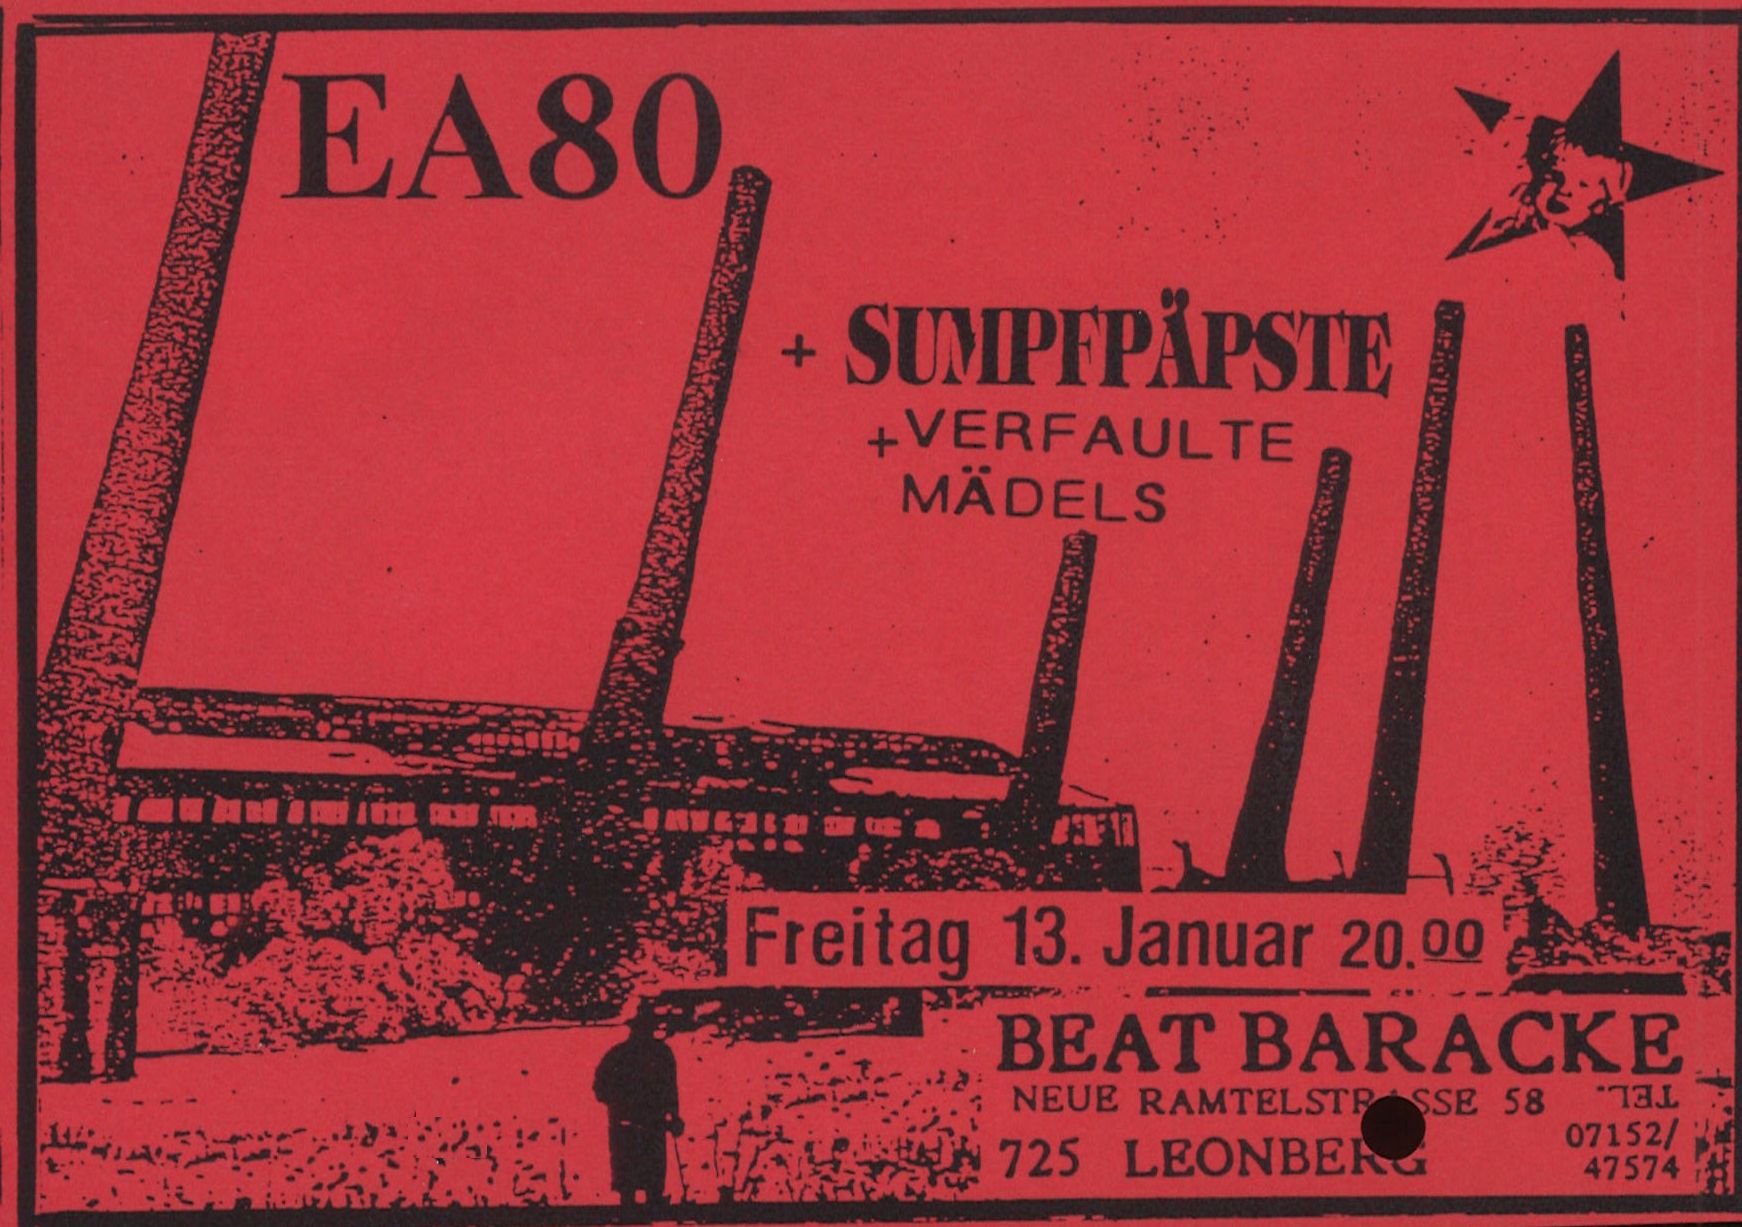 EA80
+ SUMPFPÄPSTE
+VERFAULTE
MÄDELS
Freitag 13. Januar 20.00
BEAT BARACKE
NEUE RAMTELSTRASSE 58
TEL.
07152/
47574
725 LEONBERG